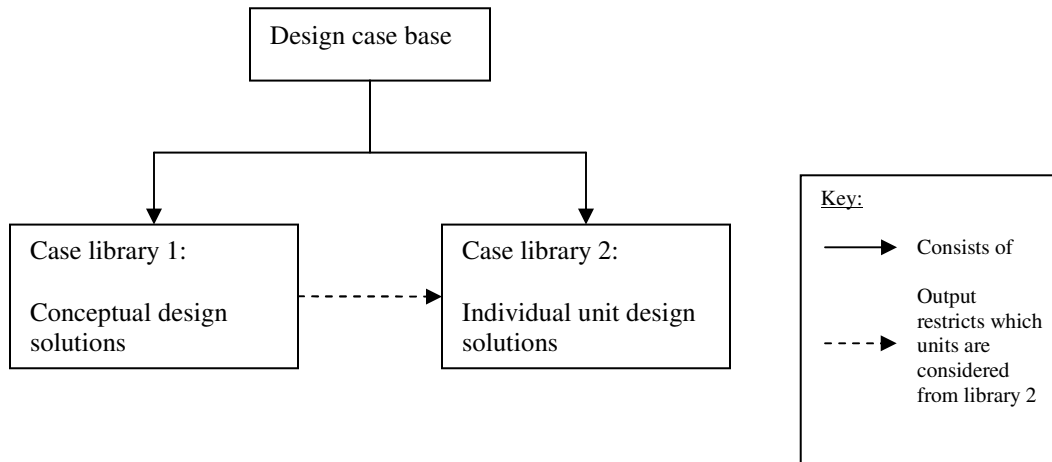 Design case base
Case library 1:
Conceptual design
solutions
Case library 2:
Individual unit design
solutions
Key:
Consists of
Output
restricts which
units are
considered
from library 2